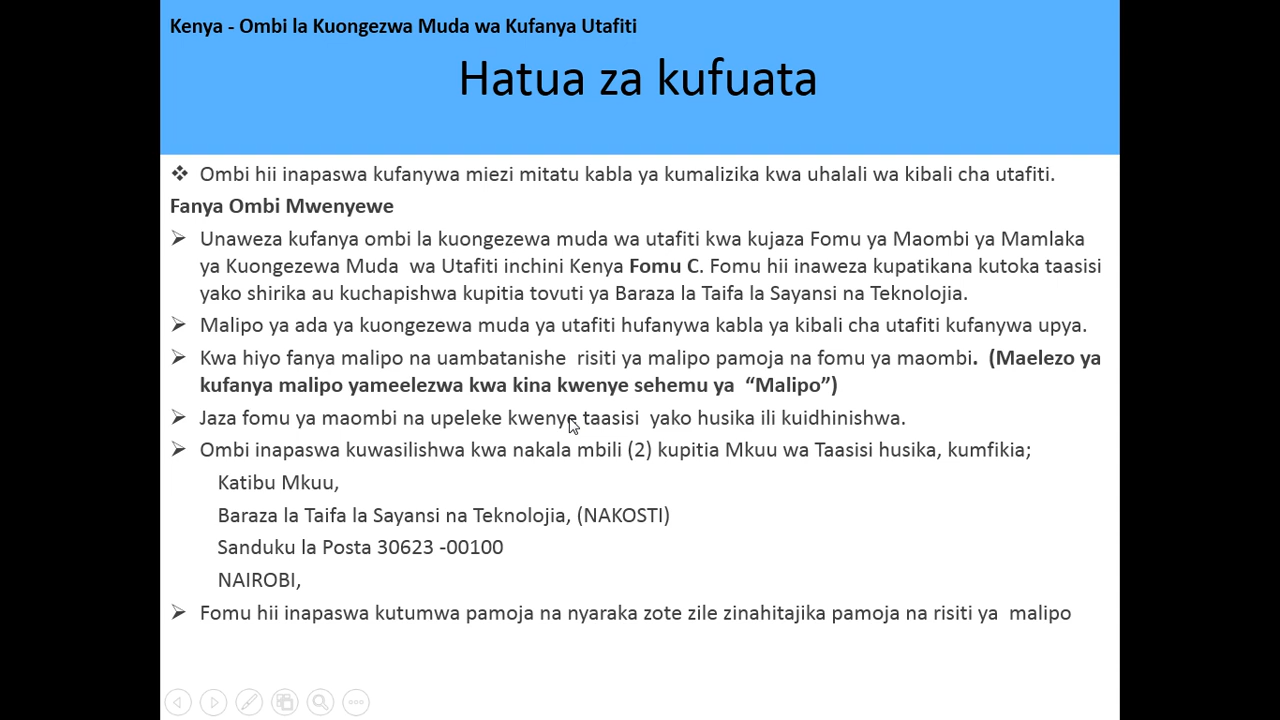 Kenya - Ombi la Kuongezwa Muda wa Kufanya Utafiti
Hatua za kufuata
❖ Ombi hii inapaswa kufanywa miezi mitatu kabla ya kumalizika kwa uhalali wa kibali cha utafiti.
Fanya Ombi Mwenyewe
➢ Unaweza kufanya ombi la kuongezewa muda wa utafiti kwa kujaza Fomu ya Maombi ya Mamlaka
ya Kuongezewa Muda wa Utafiti inchini Kenya Fomu C. Fomu hii inaweza kupatikana kutoka taasisi
yako shirika au kuchapishwa kupitia tovuti ya Baraza la Taifa la Sayansi na Teknolojia.
➢ Malipo ya ada ya kuongezewa muda ya utafiti hufanywa kabla ya kibali cha utafiti kufanywa upya.
➢ Kwa hiyo fanya malipo na uambatanishe risiti ya malipo pamoja na fomu ya maombi. (Maelezo ya
kufanya malipo yameelezwa kwa kina kwenye sehemu ya “Malipo”)
➢ Jaza fomu ya maombi na upeleke kwenye taasisi yako husika ili kuidhinishwa.
➢ Ombi inapaswa kuwasilishwa kwa nakala mbili (2) kupitia Mkuu wa Taasisi husika, kumfikia;
Katibu Mkuu,
Baraza la Taifa la Sayansi na Teknolojia, (NAKOSTI)
Sanduku la Posta 30623 -00100
NAIROBI,
➢ Fomu hii inapaswa kutumwa pamoja na nyaraka zote zile zinahitajika pamoja na risiti ya malipo